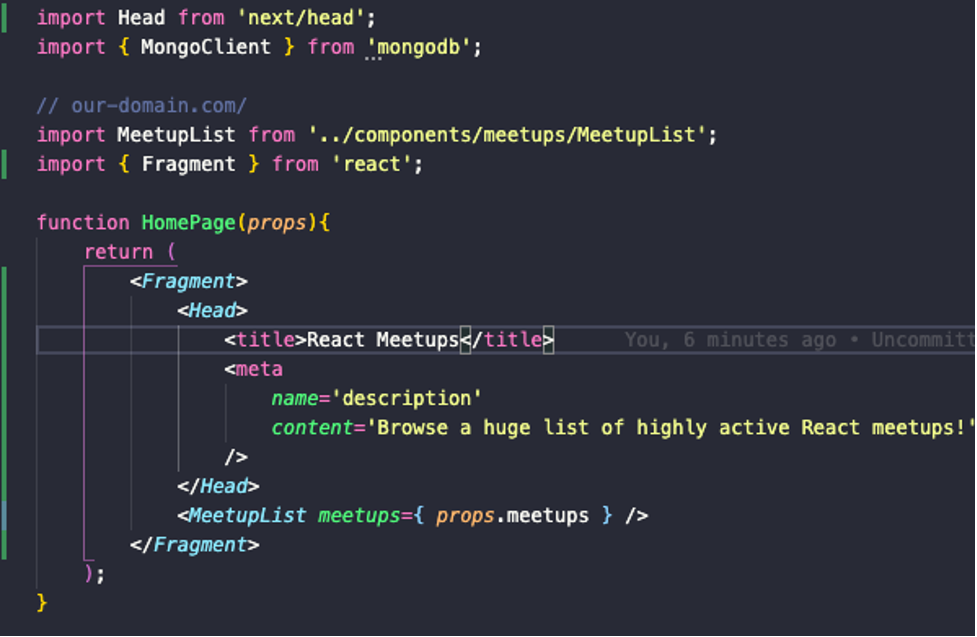 import Head from 'next/head';
import { MongoClient } from 'mongodb';
// our-domain.com/
import MeetupList from '../components/meetups/MeetupList';
import { Fragment } from 'react';
function HomePage(props){
    return (
        <Fragment>
            <Head>
                <title>React Meetups</title>    You, 6 minutes ago • Uncommitt
                <meta
                    name='description'
                    content='Browse a huge list of highly active React meetups!'
                />
            </Head>
            <MeetupList meetups={ props.meetups } />
        </Fragment>
    );
}